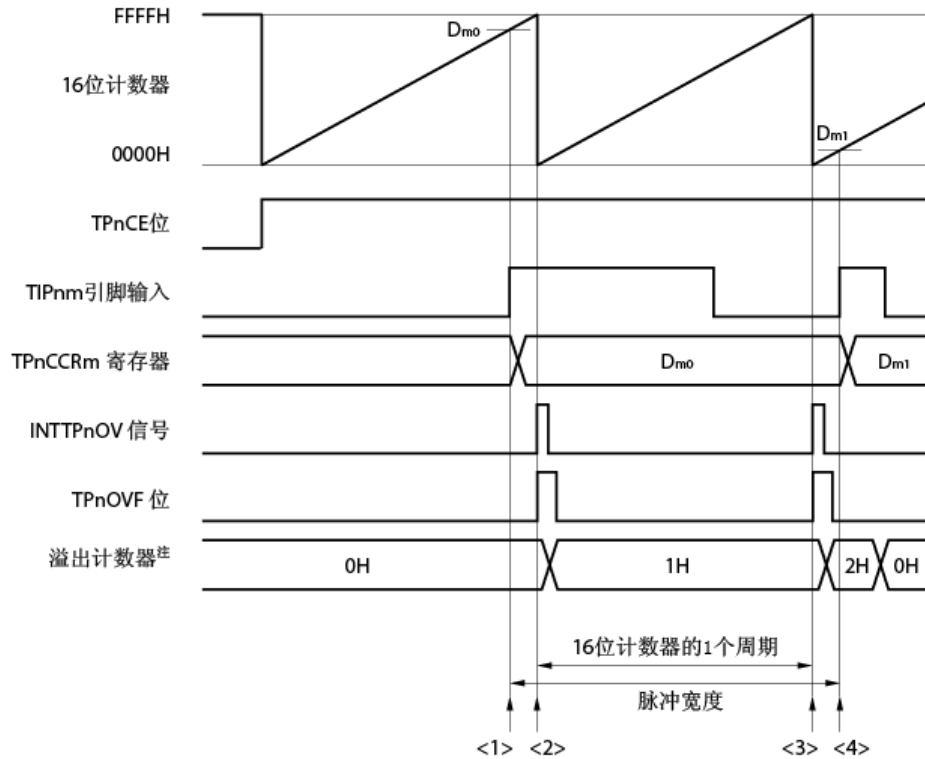 FFFFH
Dm0
16位计数器
Dm1
0000H
TPnCE位
TIPnm引脚输入
TPnCCRm 寄存器
Dm0
Dm1
INTTPnOV 信号
TPnOVF 位
溢出计数器注
0H
1H
2H
0H
16位计数器的1个周期
脉冲宽度
<1>
<2>
<3>
<4>